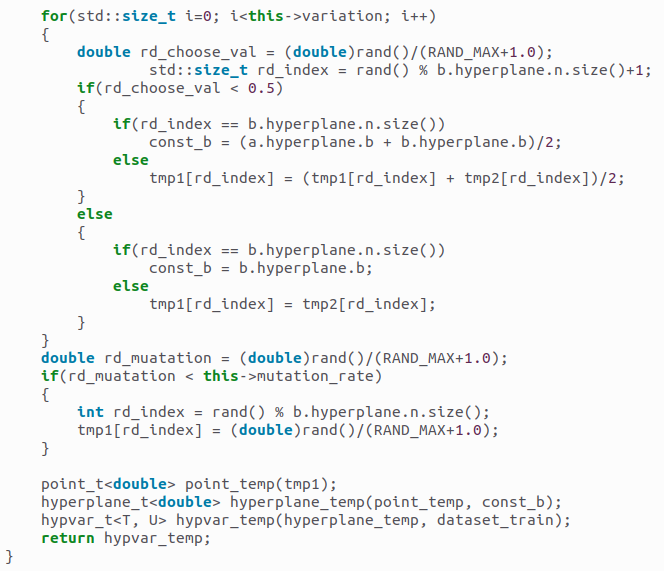 for(std::size_t i=0; i<this->variation; i++)
{
double rd_choose_val = (double)rand()/(RAND_MAX+1.0);
std::size_t rd_index = rand() % b.hyperplane.n.size()+1;
if(rd_choose_val < 0.5)
{
if(rd_index == b.hyperplane.n.size())
const_b = (a.hyperplane.b + b.hyperplane.b)/2;
else
tmp1[rd_index] = (tmp1[rd_index] + tmp2[rd_index])/2;
}
else
{
if(rd_index == b.hyperplane.n.size())
const_b = b.hyperplane.b;
else
tmp1[rd_index] = tmp2[rd_index];
}
}
double rd_muatation = (double)rand()/(RAND_MAX+1.0);
if(rd_muatation < this->mutation_rate)
{
int rd_index = rand() % b.hyperplane.n.size();
tmp1[rd_index] = (double)rand()/(RAND_MAX+1.0);
}
point_t<double> point_temp(tmp1);
hyperplane_t<double> hyperplane_temp(point_temp, const_b);
hypvar_t<T, U> hypvar_temp(hyperplane_temp, dataset_train);
return hypvar_temp;
}